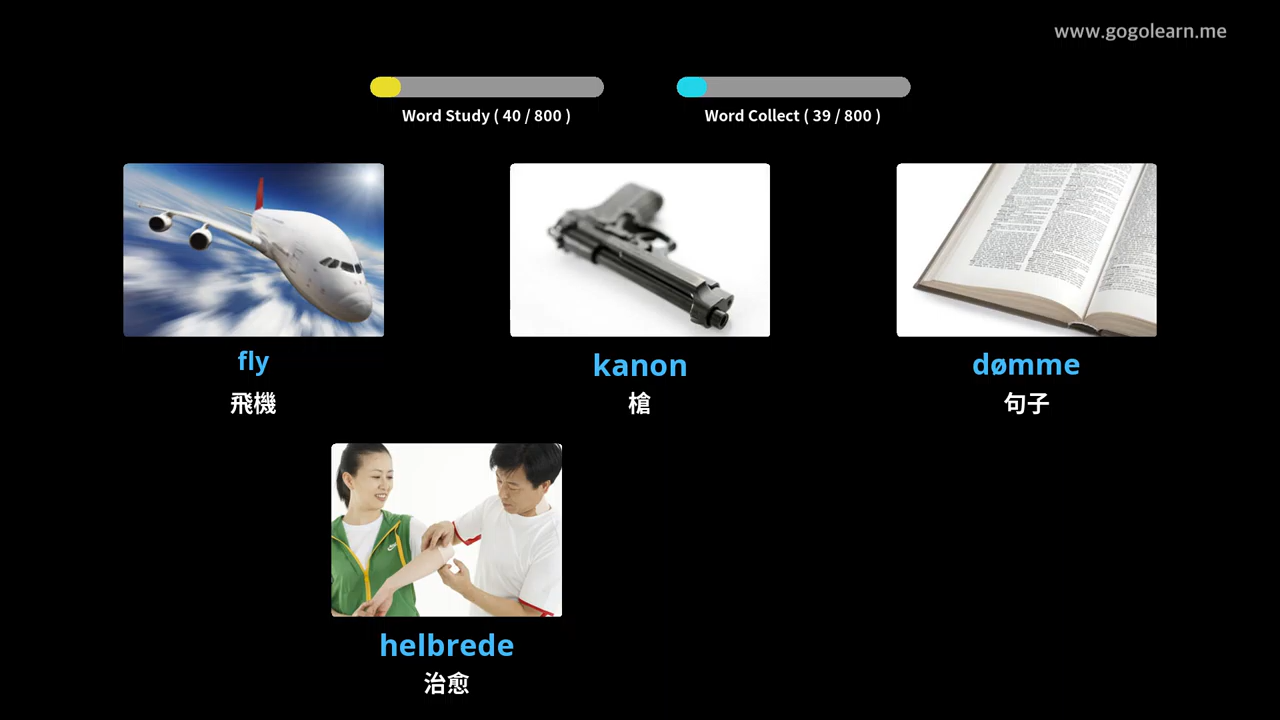 www.gogolearn.me
Word Study ( 40 / 800 )
Word Collect ( 39 / 800 )
fly
飛機
kanon
槍
dømme
句子
helbrede
治愈